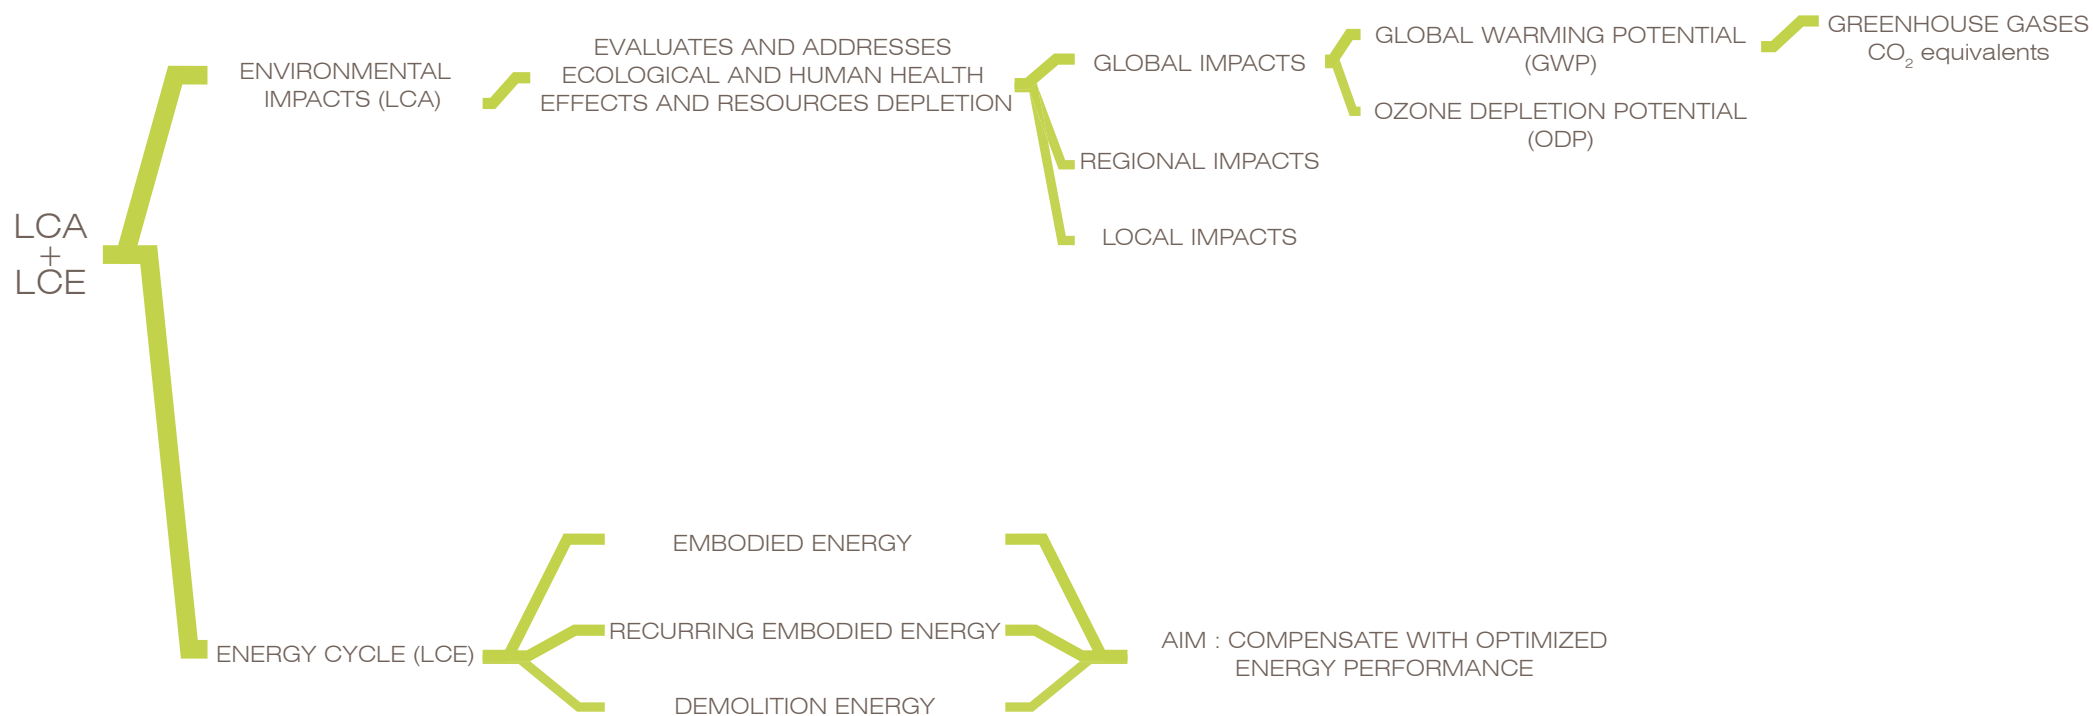 LCA
+
LCE
ENVIRONMENTAL
IMPACTS (LCA)
EVALUATES AND ADDRESSES
ECOLOGICAL AND HUMAN HEALTH
EFFECTS AND RESOURCES DEPLETION
GLOBAL IMPACTS
GLOBAL WARMING POTENTIAL
(GWP)
GREENHOUSE GASES
CO₂ equivalents
OZONE DEPLETION POTENTIAL
(ODP)
REGIONAL IMPACTS
LOCAL IMPACTS
ENERGY CYCLE (LCE)
EMBODIED ENERGY
RECURRING EMBODIED ENERGY
DEMOLITION ENERGY
AIM : COMPENSATE WITH OPTIMIZED
ENERGY PERFORMANCE